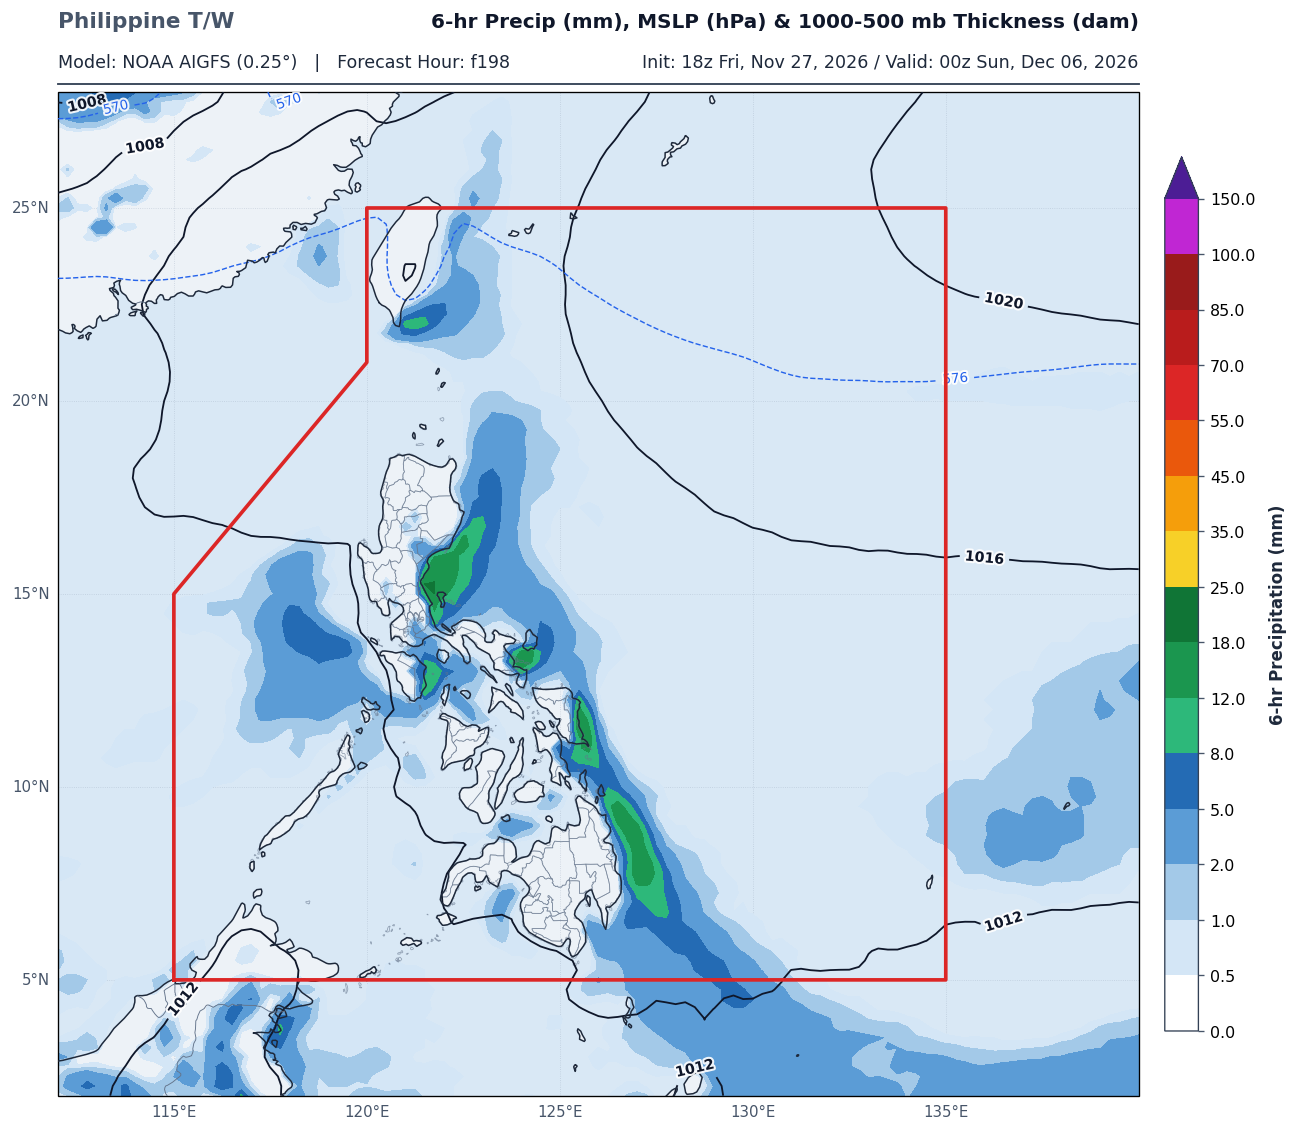 Philippine T/W
6-hr Precip (mm), MSLP (hPa) & 1000-500 mb Thickness (dam)
Model: NOAA AIGFS (0.25°) | Forecast Hour: f198
Init: 18z Fri, Nov 27, 2026 / Valid: 00z Sun, Dec 06, 2026
1008
570
570
1008
25°N
1020
576
20°N
1016
15°N
10°N
1012
5°N
1012
1012
115°E
120°E
125°E
130°E
135°E
150.0
100.0
85.0
70.0
55.0
45.0
35.0
25.0
18.0
12.0
8.0
5.0
2.0
1.0
0.5
0.0
6-hr Precipitation (mm)